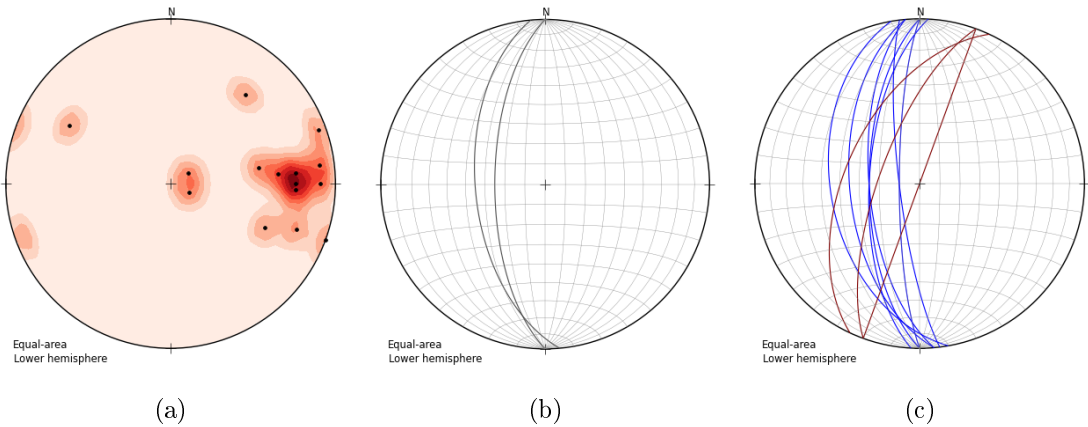 N
N
N
Equal-area
Lower hemisphere
Equal-area
Lower hemisphere
Equal-area
Lower hemisphere
(a)
(b)
(c)